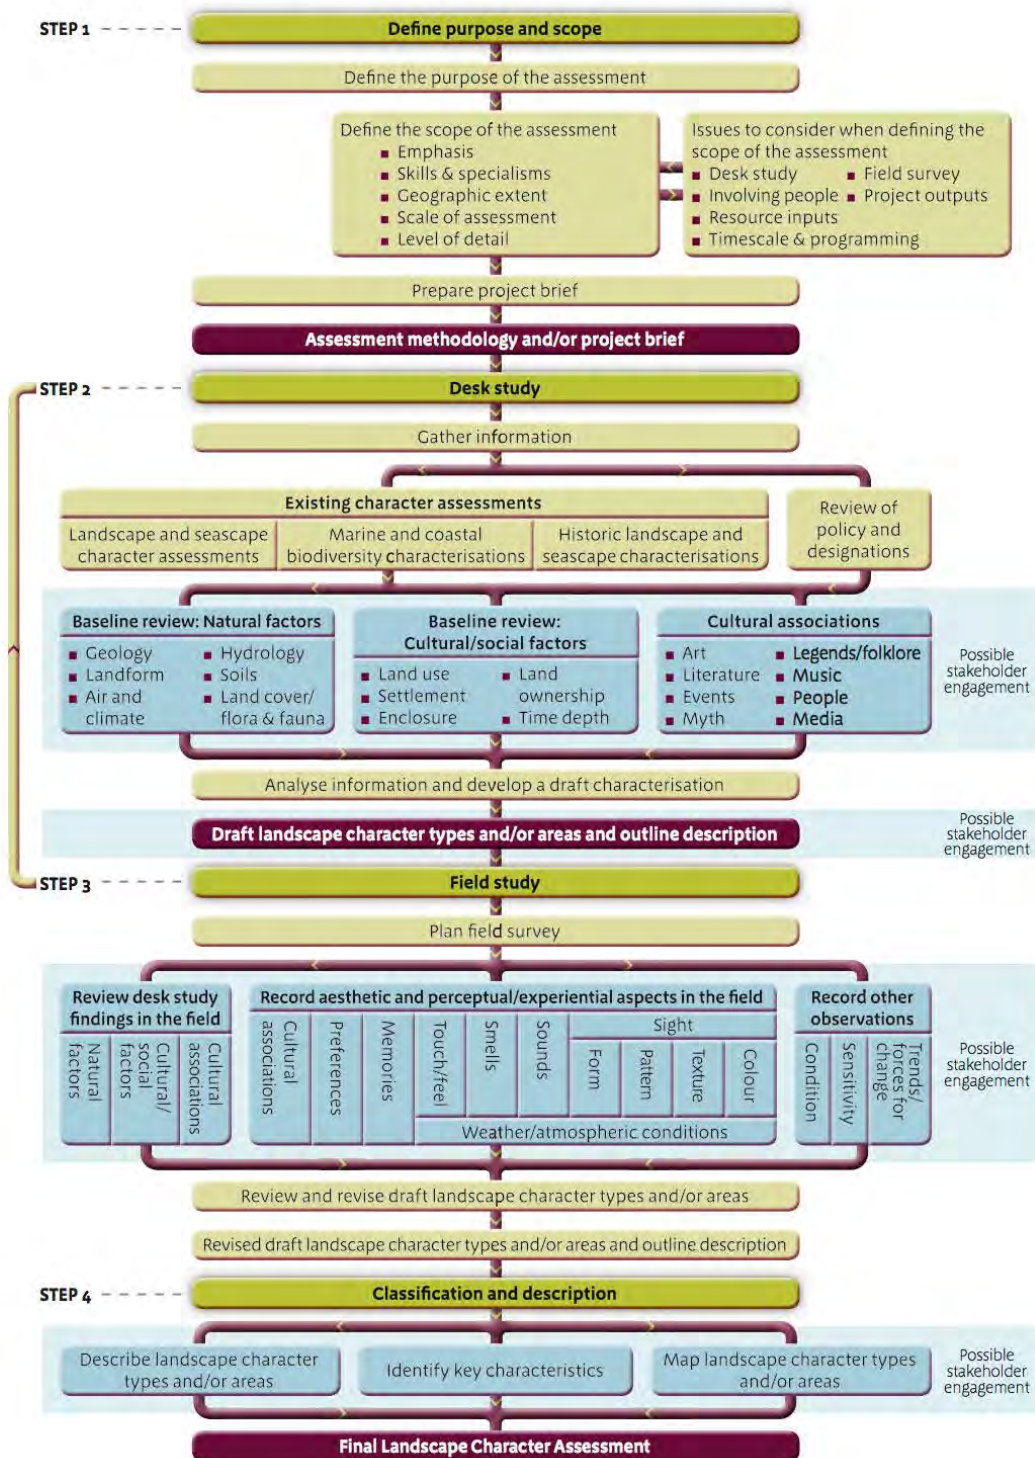 STEP 1
Define purpose and scope
Define the purpose of the assessment
Define the scope of the assessment
■ Emphasis
■ Skills & specialisms
■ Geographic extent
■ Scale of assessment
■ Level of detail
Issues to consider when defining the
scope of the assessment
■ Desk study
■ Field survey
■ Involving people
■ Project outputs
■ Resource inputs
■ Timescale & programming
Prepare project brief
Assessment methodology and/or project brief
STEP 2
Desk study
Gather information
Existing character assessments
Landscape and seascape
character assessments
Marine and coastal
biodiversity characterisations
Historic landscape and
seascape characterisations
Review of
policy and
designations
Baseline review: Natural factors
■ Geology
■ Landform
■ Air and
climate
■ Hydrology
■ Soils
■ Land cover/
flora & fauna
Baseline review:
Cultural/social factors
■ Land use
■ Settlement
■ Enclosure
■ Land
ownership
■ Time depth
Cultural associations
■ Art
■ Literature
■ Events
■ Myth
■ Legends/folklore
■ Music
■ People
■ Media
Possible
stakeholder
engagement
Analyse information and develop a draft characterisation
Draft landscape character types and/or areas and outline description
Possible
stakeholder
engagement
STEP 3
Field study
Plan field survey
Review desk study
findings in the field
Natural
factors
Cultural/
social
factors
Cultural
associations
Record aesthetic and perceptual/experiential aspects in the field
Cultural
associations
Preferences
Memories
Touch/feel
Smells
Sounds
Sight
Form
Pattern
Texture
Colour
Weather/atmospheric conditions
Record other
observations
Condition
Sensitivity
Trends/
forces for
change
Possible
stakeholder
engagement
Review and revise draft landscape character types and/or areas
Revised draft landscape character types and/or areas and outline description
STEP 4
Classification and description
Describe landscape character
types and/or areas
Identify key characteristics
Map landscape character types
and/or areas
Possible
stakeholder
engagement
Final Landscape Character Assessment